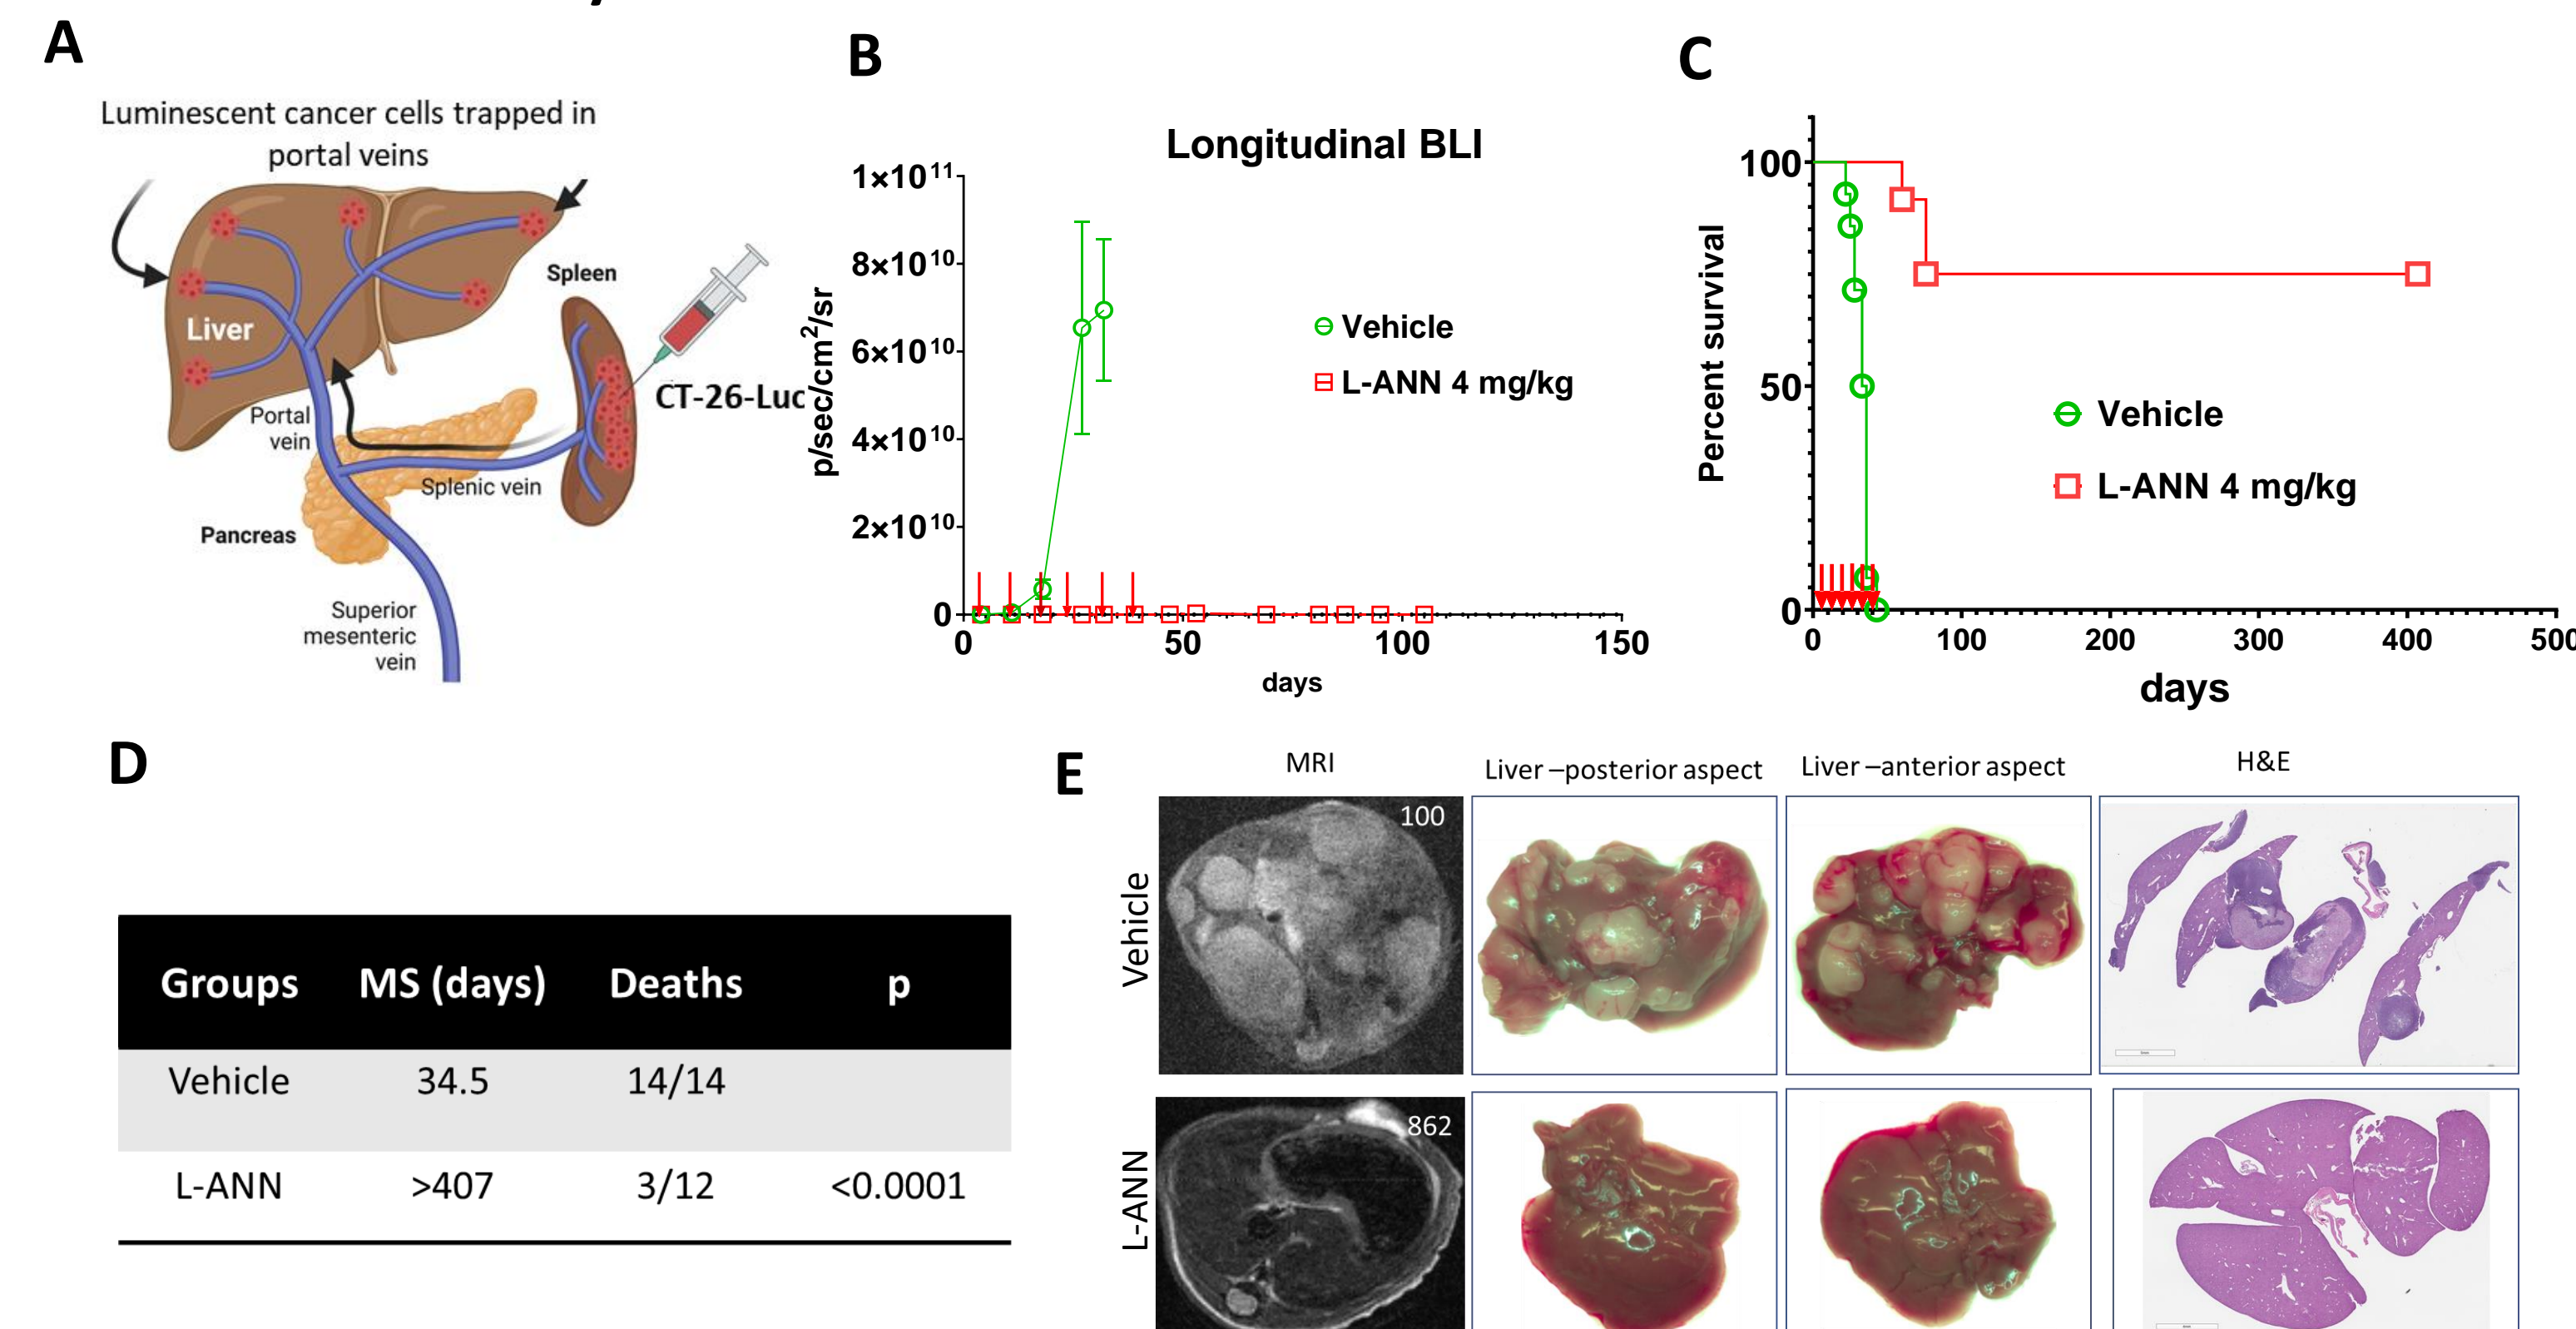 A
Luminescent cancer cells trapped in
portal veins
Liver
Spleen
CT-26-Luc
Portal
vein
Splenic vein
Pancreas
Superior
mesenteric
vein
B
Longitudinal BLI
p/sec/cm²/sr
1×10¹¹
8×10¹⁰
6×10¹⁰
4×10¹⁰
2×10¹⁰
0
0 50 100 150
days
Vehicle
L-ANN 4 mg/kg
C
Percent survival
100
50
0
0 100 200 300 400 500
days
Vehicle
L-ANN 4 mg/kg
D
Groups MS (days) Deaths p
Vehicle 34.5 14/14
L-ANN >407 3/12 <0.0001
E
MRI Liver –posterior aspect Liver –anterior aspect H&E
Vehicle
100
L-ANN
862